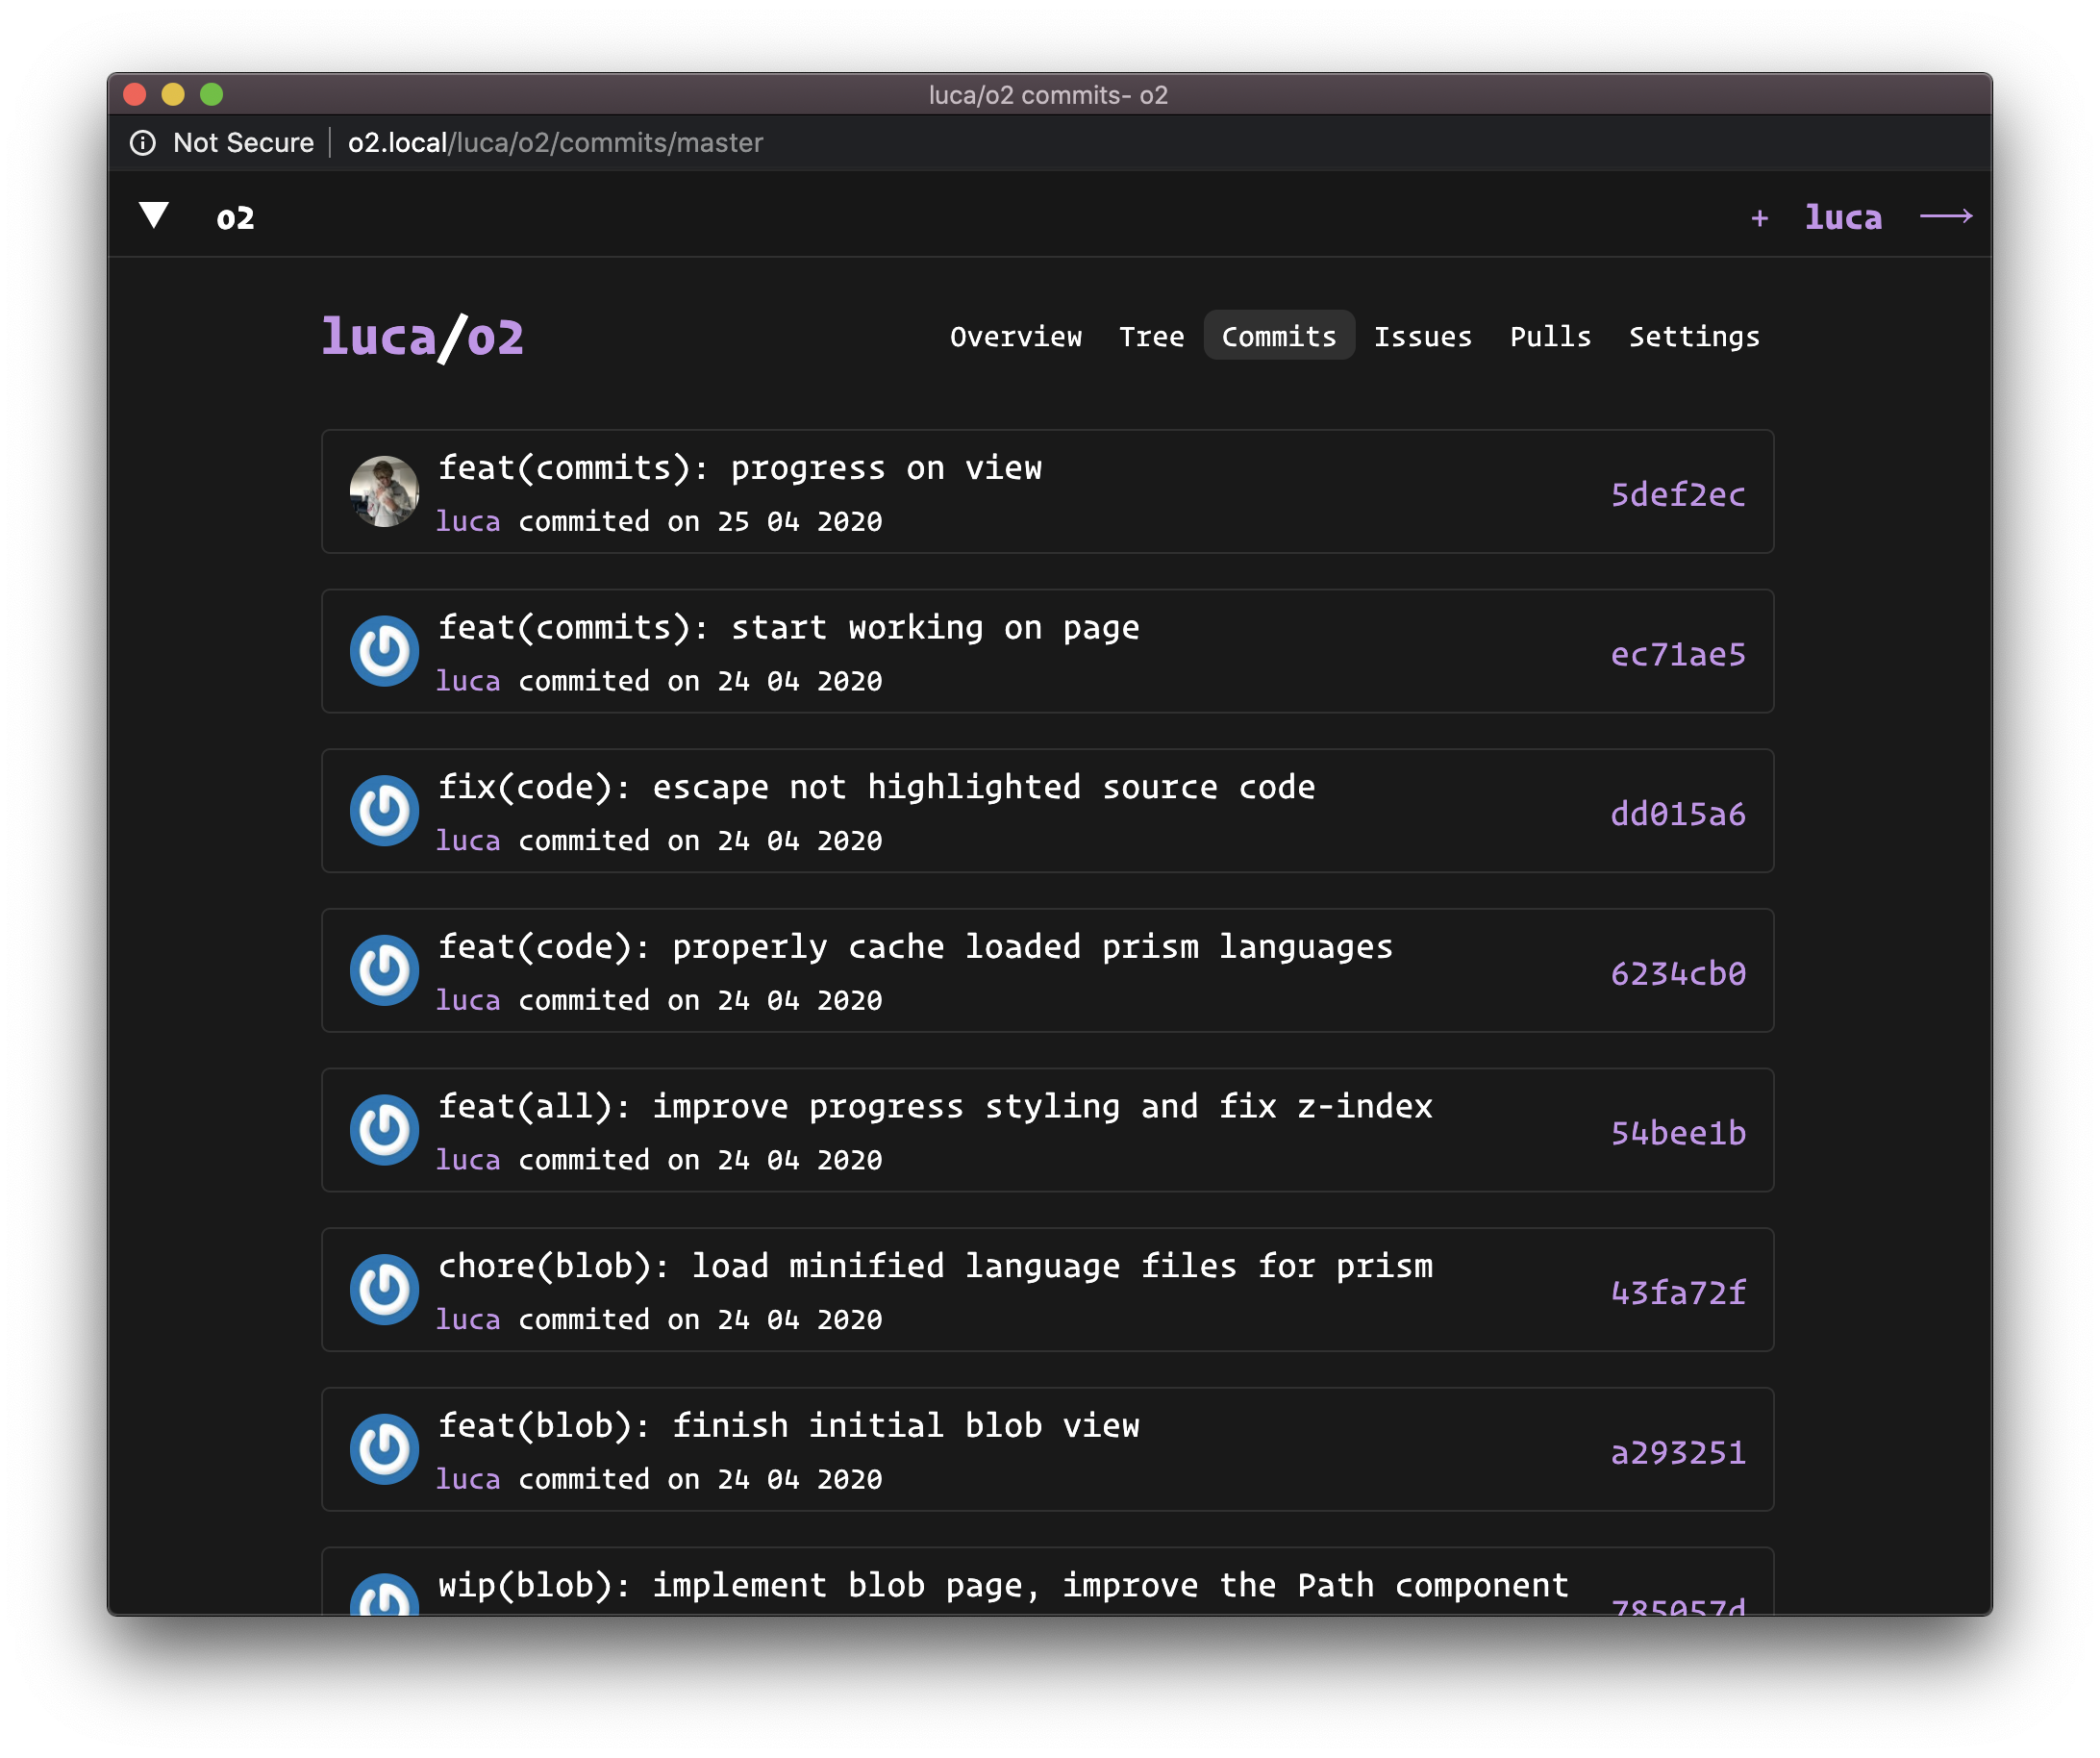 luca/o2 commits- o2
Not Secure | o2.local/luca/o2/commits/master
o2 + luca
luca/o2 Overview Tree Commits Issues Pulls Settings
feat(commits): progress on view
luca commited on 25 04 2020
5def2ec
feat(commits): start working on page
luca commited on 24 04 2020
ec71ae5
fix(code): escape not highlighted source code
luca commited on 24 04 2020
dd015a6
feat(code): properly cache loaded prism languages
luca commited on 24 04 2020
6234cb0
feat(all): improve progress styling and fix z-index
luca commited on 24 04 2020
54bee1b
chore(blob): load minified language files for prism
luca commited on 24 04 2020
43fa72f
feat(blob): finish initial blob view
luca commited on 24 04 2020
a293251
wip(blob): implement blob page, improve the Path component
785057d